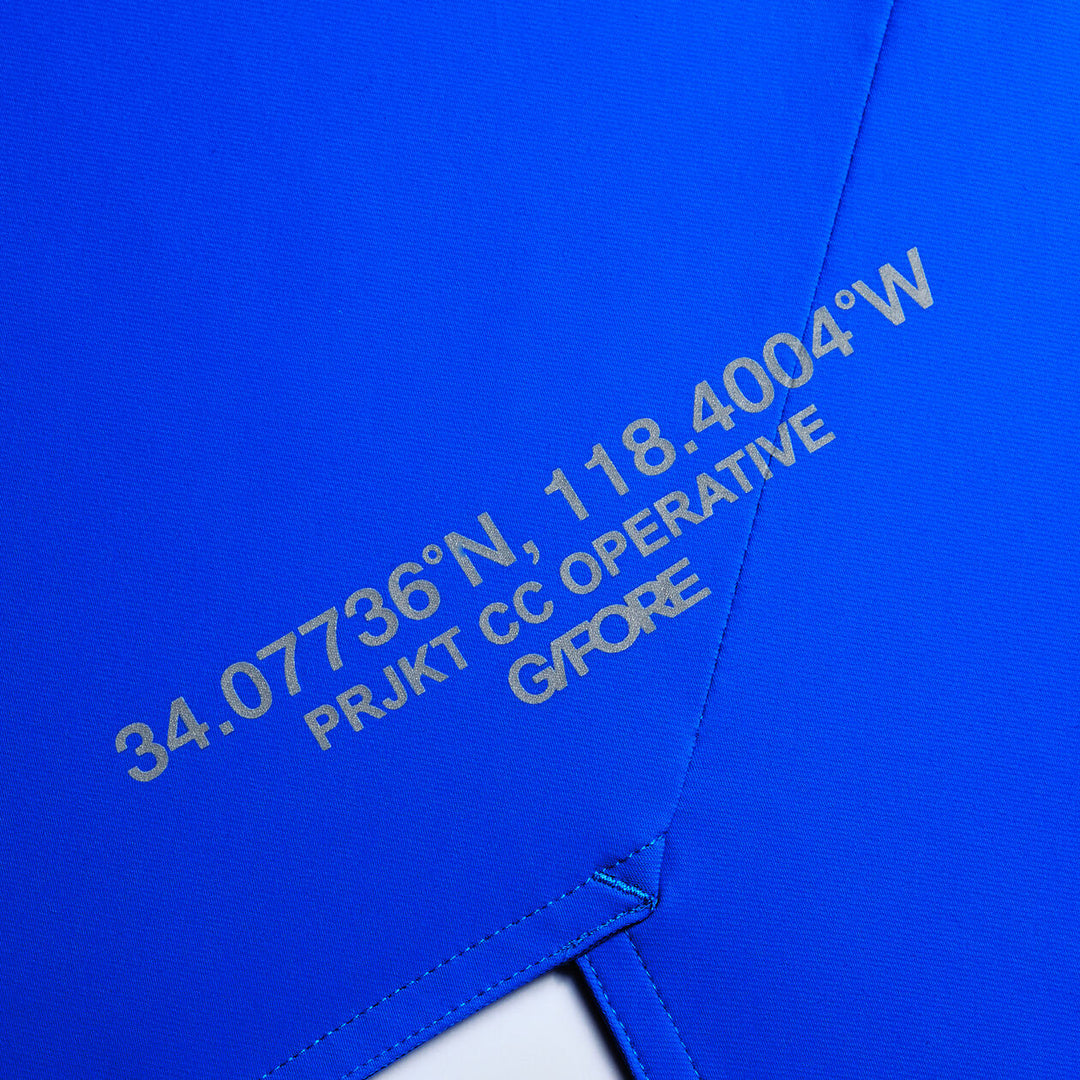 34.07736°N, 118.4004°W
PRJKT CC OPERATIVE
G/FORE